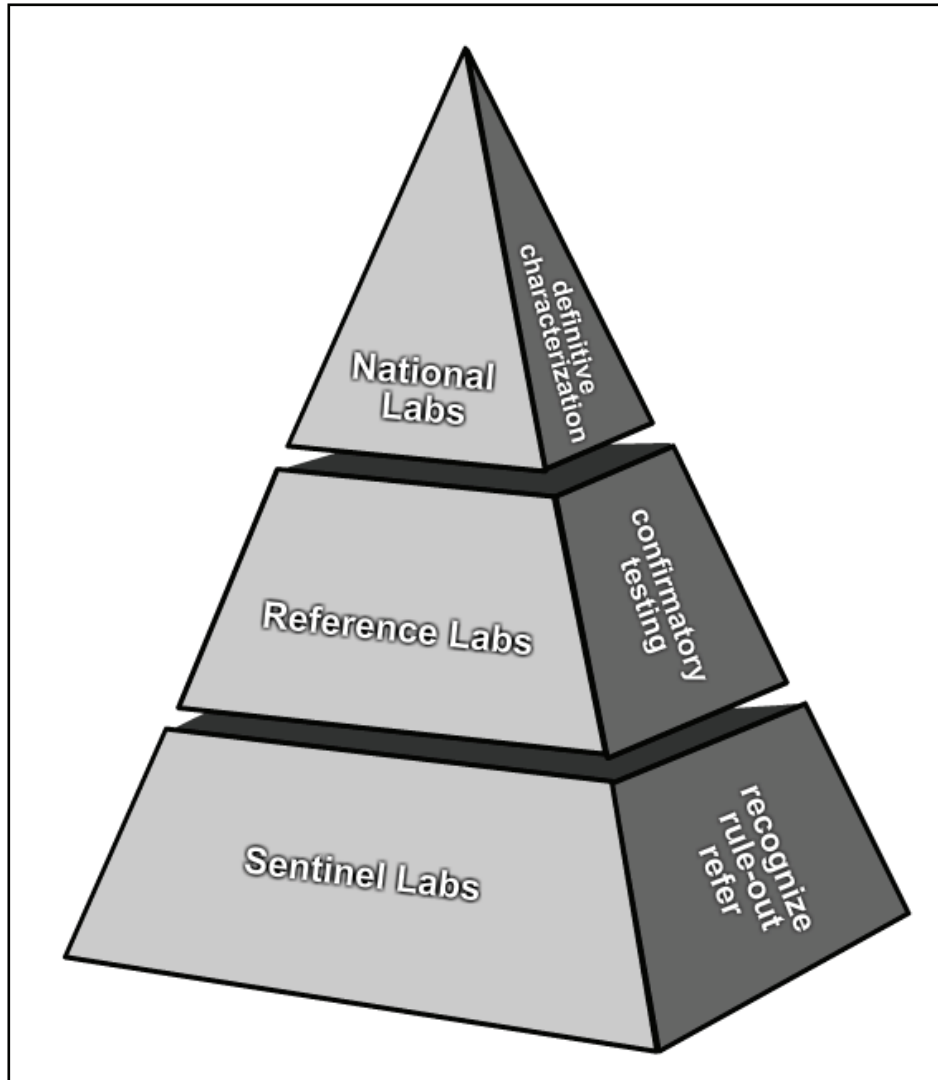 National
Labs
definitive
characterization
Reference Labs
confirmatory
testing
Sentinel Labs
recognize
rule-out
refer